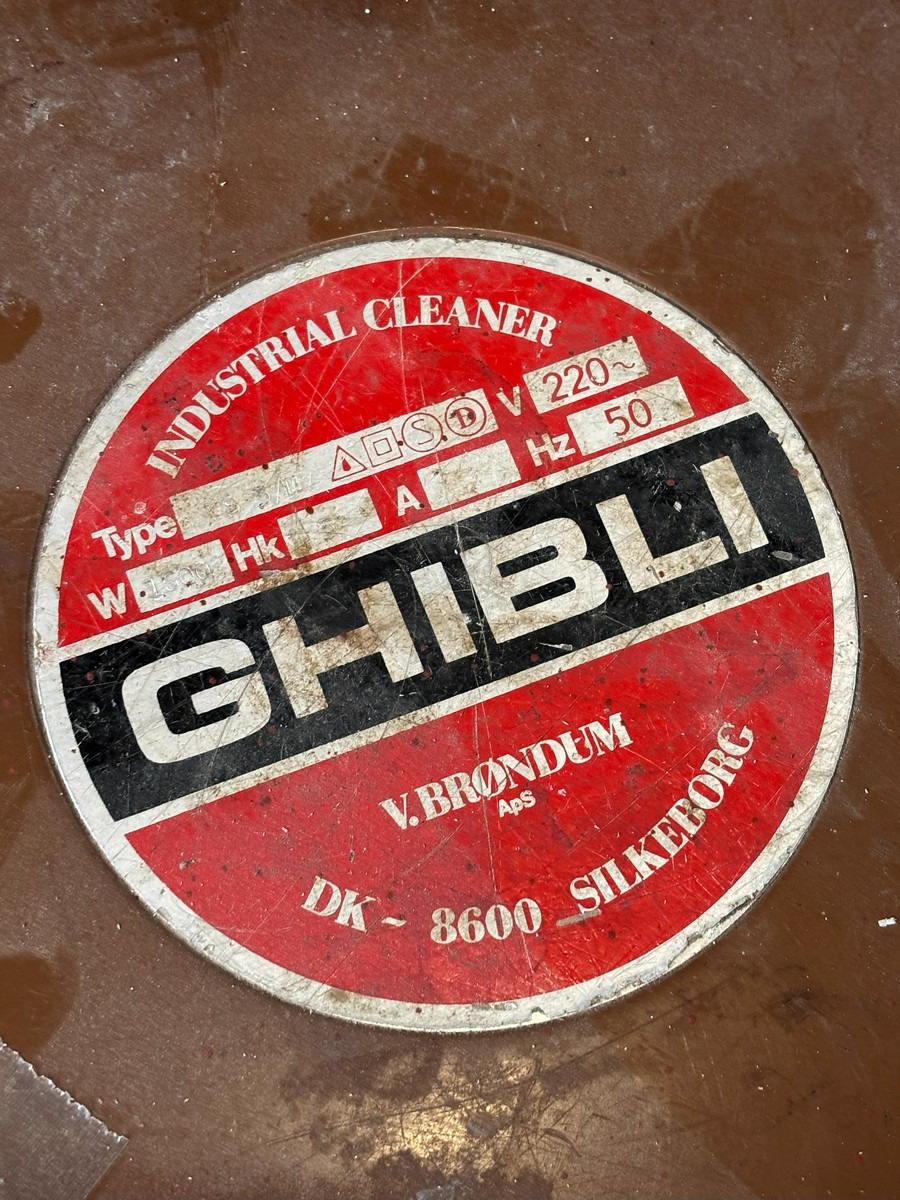 INDUSTRIAL CLEANER
Type Ⓢ Ⓓ V 220~
W Hk A Hz 50
GHIBLI
V. BRØNDUM
ApS
DK - 8600 SILKEBORG